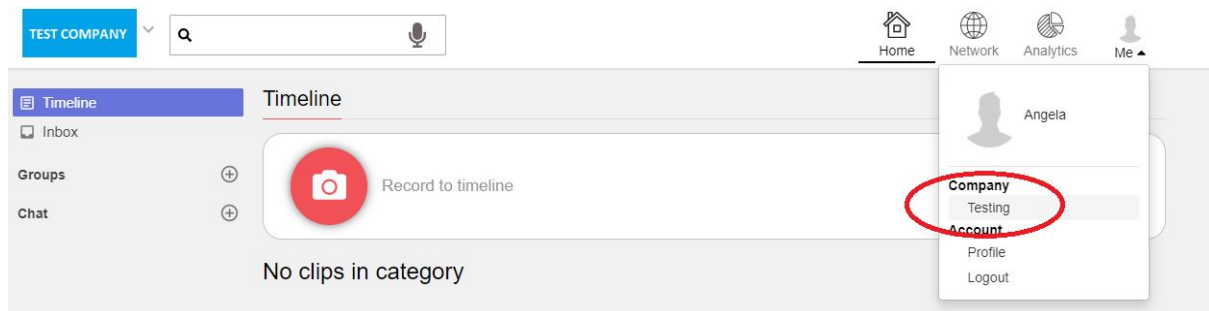 TEST COMPANY
Home
Network
Analytics
Me
Timeline
Inbox
Groups
Chat
Timeline
Record to timeline
No clips in category
Angela
Company
Testing
Account
Profile
Logout